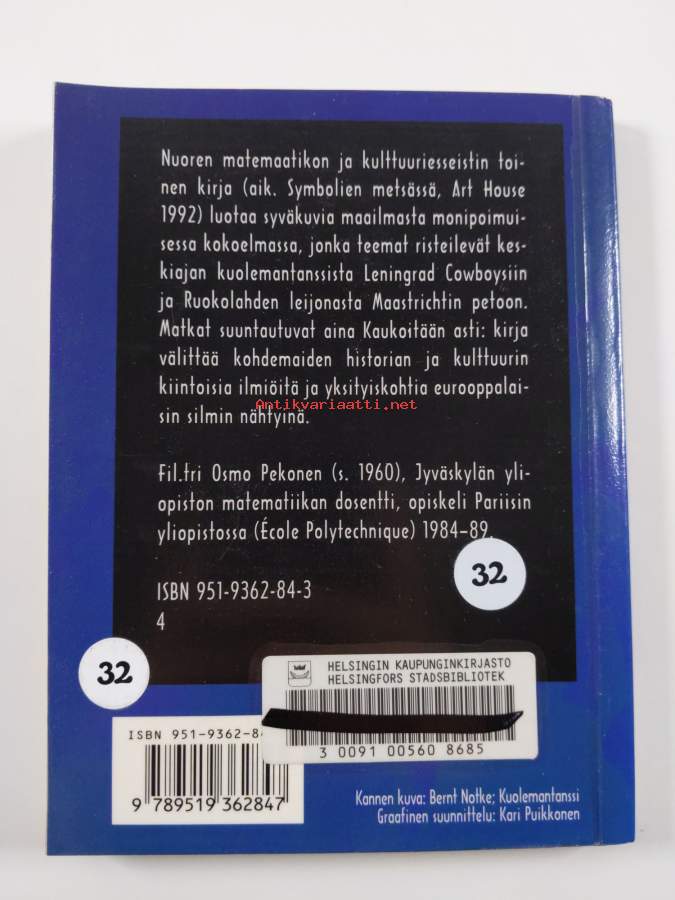 Nuoren matemaatikon ja kulttuuriesseistin toi-
nen kirja (aik. Symbolien metsässä, Art House
1992) luotaa syväkuvia maailmasta monipoimui-
sessa kokoelmassa, jonka teemat risteilevät kes-
kiajan kuolemantanssista Leningrad Cowboysiin
ja Ruokolahden leijonasta Maastrichtin petoon.
Matkat suuntautuvat aina Kaukoitään asti: kirja
välittää kohdemaiden historian ja kulttuurin
kiintoisia ilmiöitä ja yksityiskohtia eurooppalai-
Antikvariaatti.net
sin silmin nähtyinä.
Fil.tri Osmo Pekonen (s. 1960), Jyväskylän yli-
opiston matematiikan dosentti, opiskeli Pariisin
yliopistossa (École Polytechnique) 1984–89.
32
ISBN 951-9362-84-3
4
32
HELSINGIN KAUPUNGINKIRJASTO
HELSINGFORS STADSBIBLIOTEK
3 0091 00560 8685
ISBN 951-9362-8
9 789519 362847
Kannen kuva: Bernt Notke; Kuolemantanssi
Graafinen suunnittelu: Kari Puikkonen